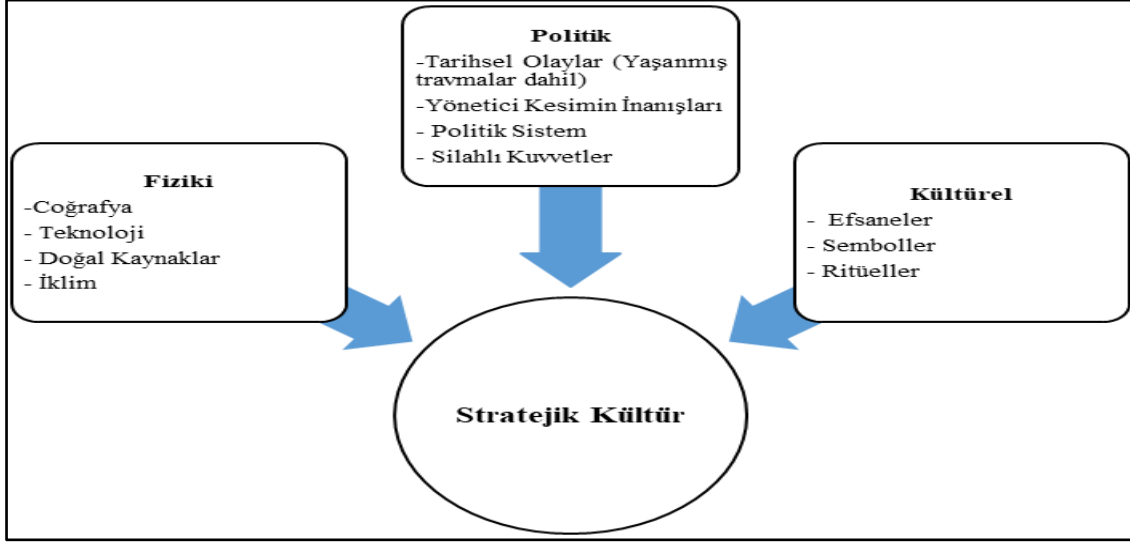 Politik
-Tarihsel Olaylar (Yaşanmış
travmalar dahil)
-Yönetici Kesimin İnanışları
- Politik Sistem
- Silahlı Kuvvetler
Fiziki
-Coğrafya
- Teknoloji
- Doğal Kaynaklar
- İklim
Kültürel
- Efsaneler
- Semboller
- Ritüeller
Stratejik Kültür